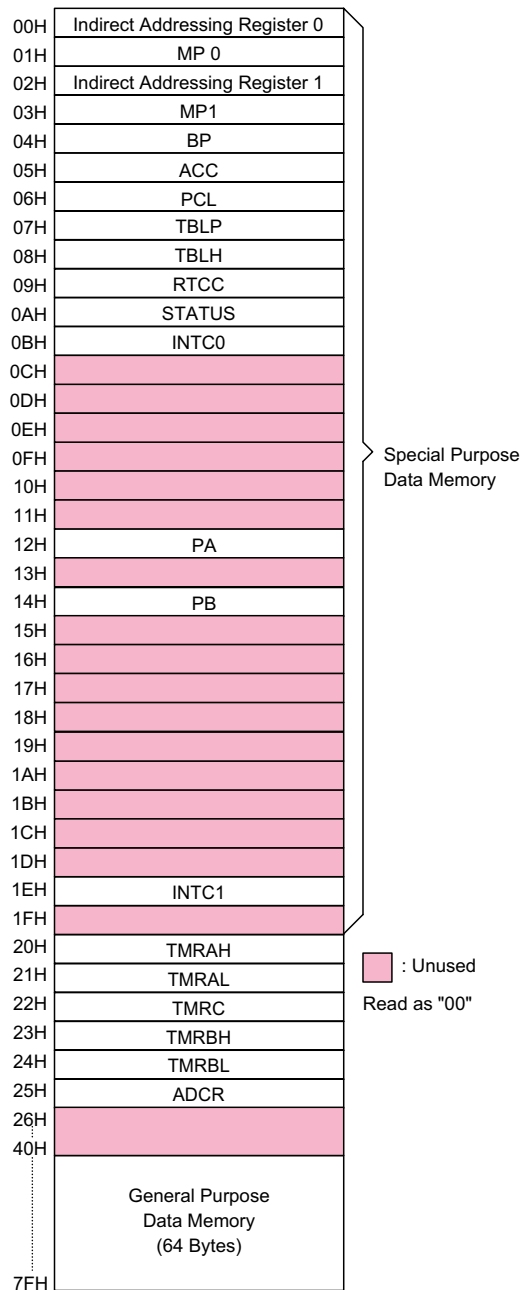 00H Indirect Addressing Register 0
01H MP 0
02H Indirect Addressing Register 1
03H MP1
04H BP
05H ACC
06H PCL
07H TBLP
08H TBLH
09H RTCC
0AH STATUS
0BH INTC0
0CH
0DH
0EH
0FH
10H
11H
12H PA
13H
14H PB
15H
16H
17H
18H
19H
1AH
1BH
1CH
1DH
1EH INTC1
1FH
Special Purpose
Data Memory
20H TMRAH
21H TMRAL
22H TMRC
23H TMRBH
24H TMRBL
25H ADCR
26H
40H
: Unused
Read as "00"
General Purpose
Data Memory
(64 Bytes)
7FH